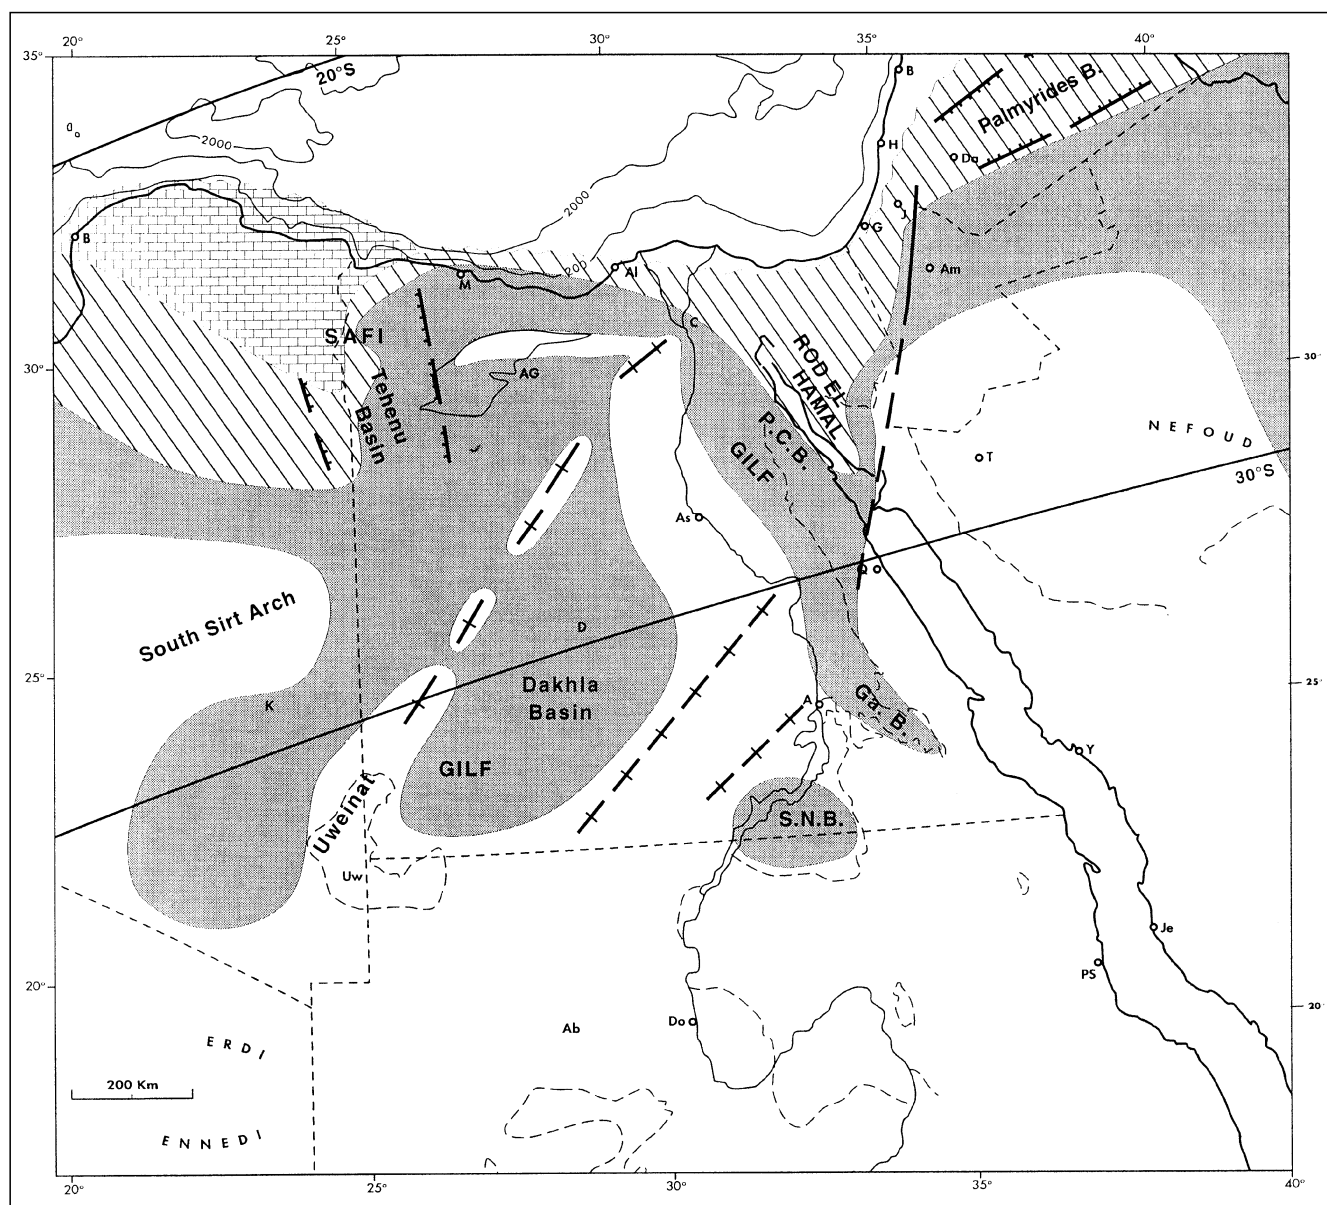 20° 25° 30° 35° 40°
35°
20°S
B
Palmyrides B.
2000
H
Da
2000
J
B
G
200
Al
Am
M
SAFI
C
ROD EL
HAMAL
30°
30°
AG
Tehenu
Basin
P.C.B.
NEFOUD
GILF
T
30°S
As
Q
South Sirt Arch
D
25°
25°
Dakhla
Basin
K
A
Ga. B.
Y
GILF
Uweinat
S.N.B.
Uw
Je
PS
20°
20°
Do
Ab
ERDI
200 Km
ENNEDI
20° 25° 30° 35° 40°